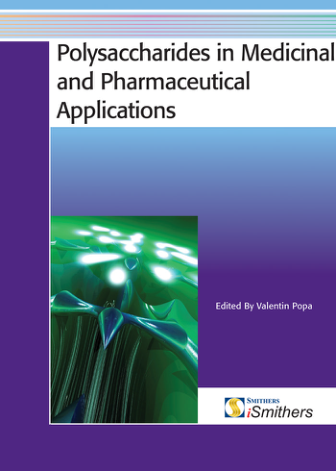 Polysaccharides in Medicinal
and Pharmaceutical
Applications
Edited By Valentin Popa
SMITHERS
iSmithers